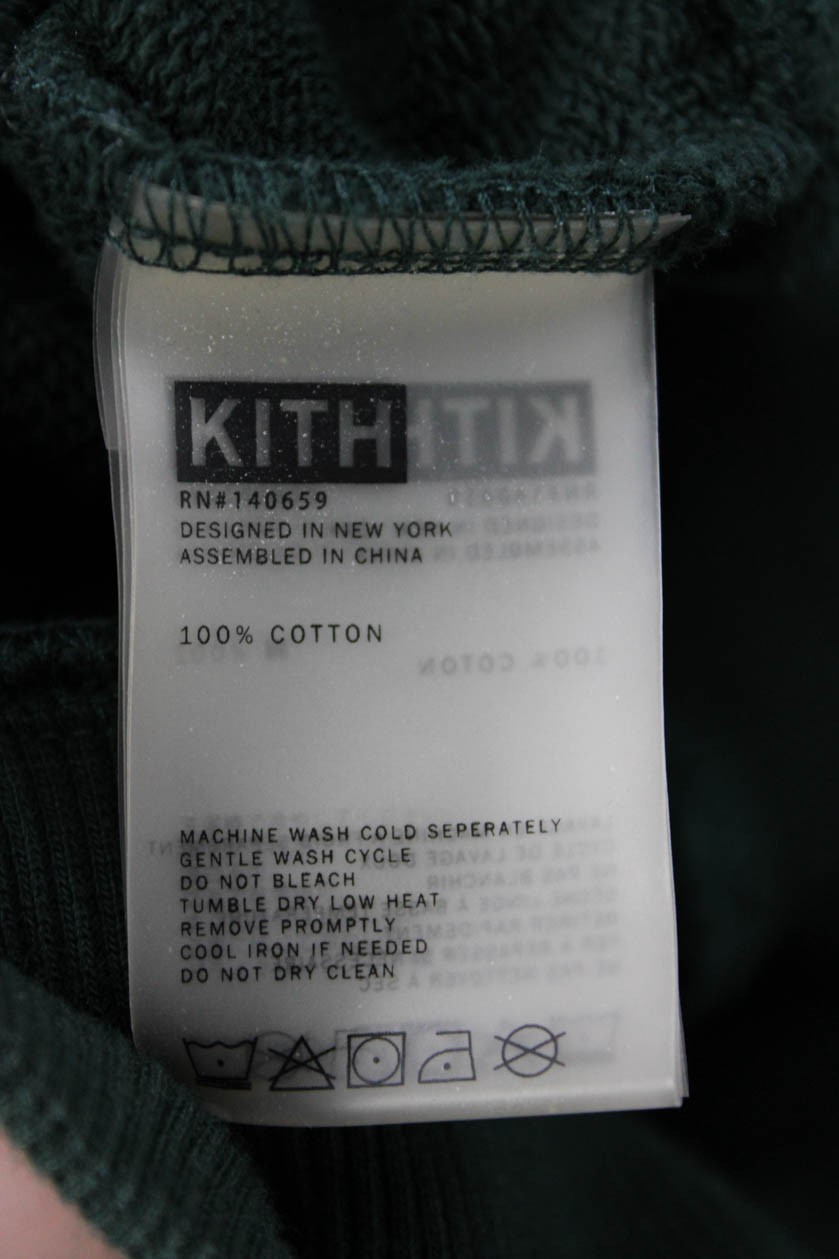 KITH
RN#140659
DESIGNED IN NEW YORK
ASSEMBLED IN CHINA
100% COTTON
MACHINE WASH COLD SEPERATELY
GENTLE WASH CYCLE
DO NOT BLEACH
TUMBLE DRY LOW HEAT
REMOVE PROMPTLY
COOL IRON IF NEEDED
DO NOT DRY CLEAN